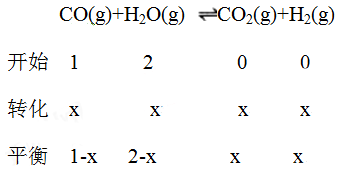 CO(g)+H₂O(g) ⇌CO₂(g)+H₂(g)
开始 1 2 0 0
转化 x x x x
平衡 1-x 2-x x x